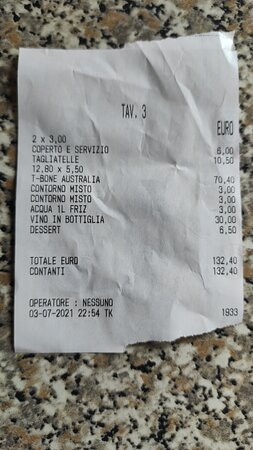 TAV. 3
EURO
2 x 3,00
COPERTO E SERVIZIO 6,00
TAGLIATELLE 10,50
12,80 x 5,50
T-BONE AUSTRALIA 70,40
CONTORNO MISTO 3,00
CONTORNO MISTO 3,00
ACQUA 1L FRIZ 3,00
VINO IN BOTTIGLIA 30,00
DESSERT 6,50
TOTALE EURO 132,40
CONTANTI 132,40
OPERATORE : NESSUNO
03-07-2021 22:54 TK 1933